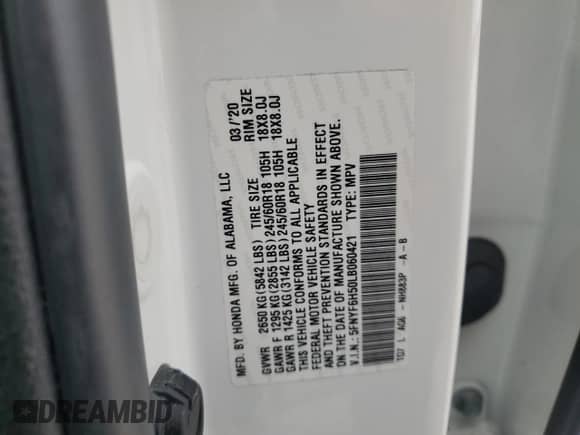 MFD. BY HONDA MFG. OF ALABAMA, LLC 03/'20
GVWR 2650 KG (5842 LBS) TIRE SIZE RIM SIZE
GAWR F 1295 KG (2855 LBS) 245/60R18 105H 18X8.0J
GAWR R 1425 KG (3142 LBS) 245/60R18 105H 18X8.0J
THIS VEHICLE CONFORMS TO ALL APPLICABLE
FEDERAL MOTOR VEHICLE SAFETY
AND THEFT PREVENTION STANDARDS IN EFFECT
ON THE DATE OF MANUFACTURE SHOWN ABOVE.
V.I.N.: 5FNYF6H50LB060421 TYPE: MPV
TG7 L AG6 - NH883P -A-B
DREAMBID